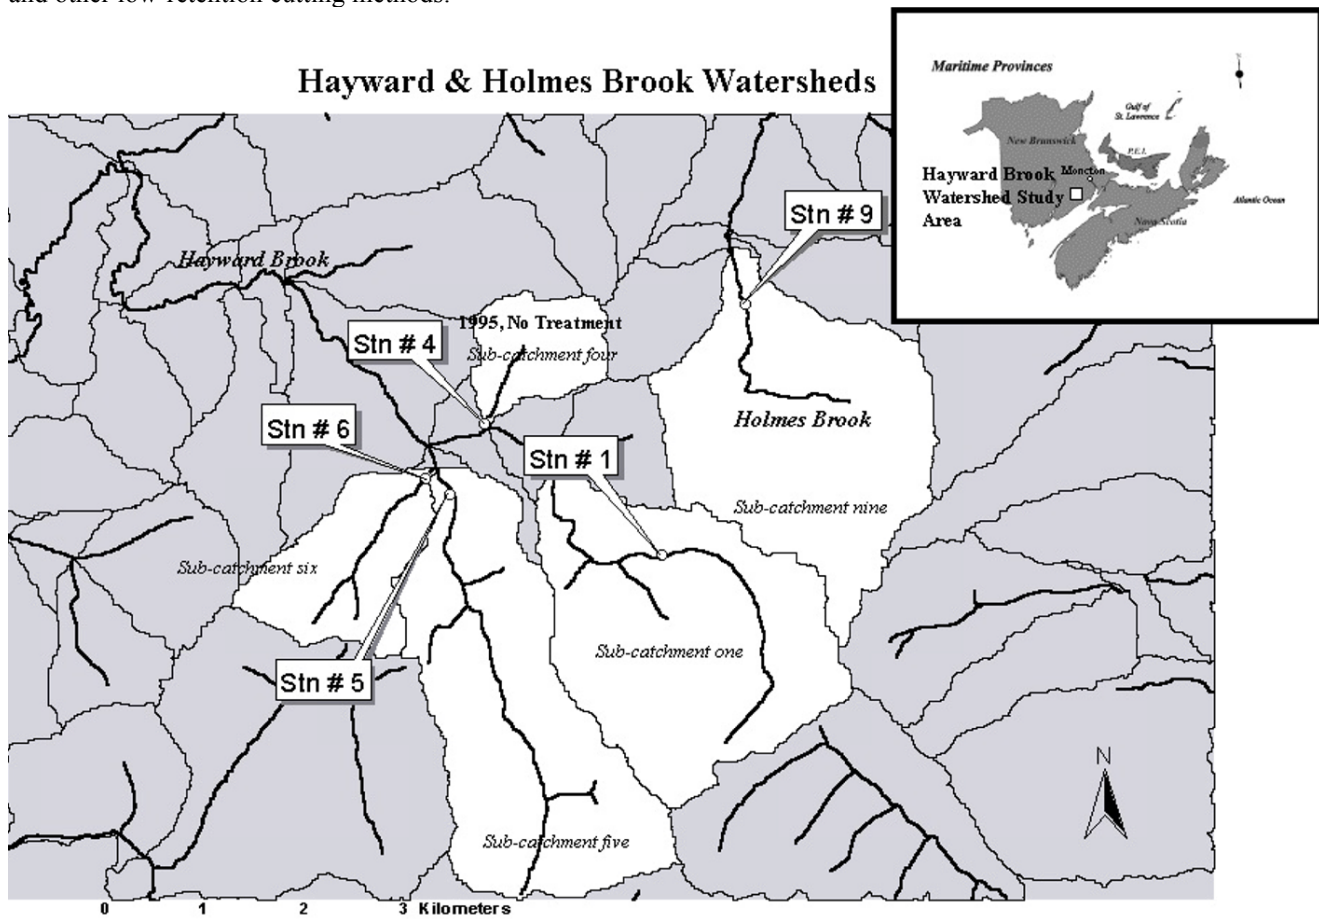 and other low retention cutting methods.
Hayward & Holmes Brook Watersheds
Maritime Provinces
N
Gulf of
St. Lawrence
New Brunswick
P.E.I.
Moncton
Hayward Brook
Watershed Study
Area
Atlantic Ocean
Nova Scotia
Stn # 9
Hayward Brook
1995, No Treatment
Stn # 4
Sub-catchment four
Stn # 6
Holmes Brook
Stn # 1
Sub-catchment nine
Sub-catchment six
Sub-catchment one
Stn # 5
N
Sub-catchment five
0 1 2 3 Kilometers